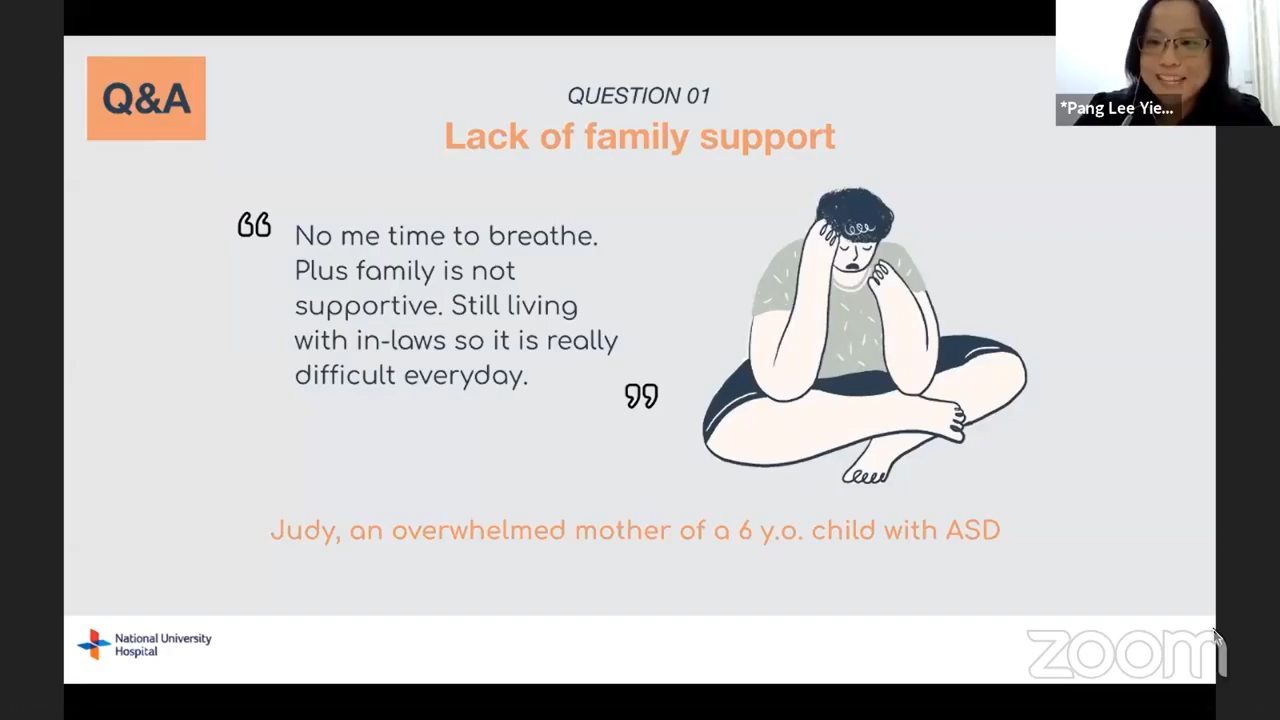 Q&A
QUESTION 01
Lack of family support
*Pang Lee Yie...
“
No me time to breathe.
Plus family is not
supportive. Still living
with in-laws so it is really
difficult everyday.
”
Judy, an overwhelmed mother of a 6 y.o. child with ASD
National University
Hospital
zoom